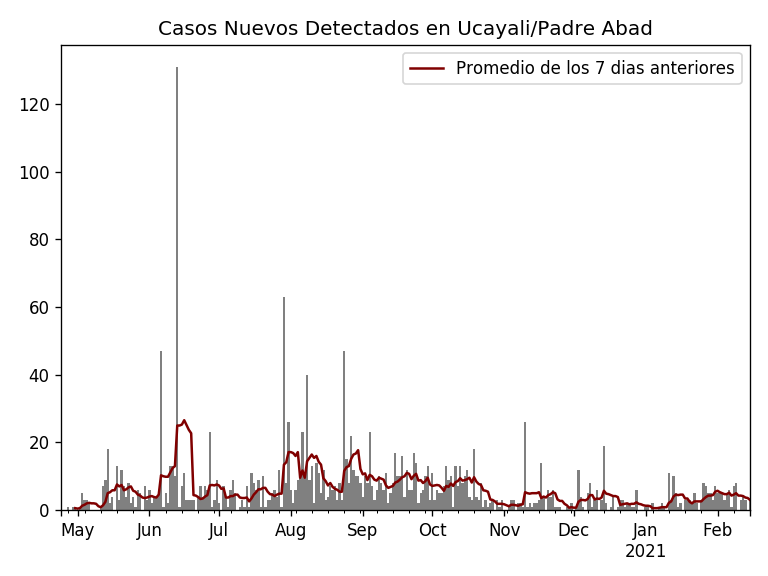 Casos Nuevos Detectados en Ucayali/Padre Abad
Promedio de los 7 dias anteriores
120
100
80
60
40
20
0
May Jun Jul Aug Sep Oct Nov Dec Jan Feb
2021